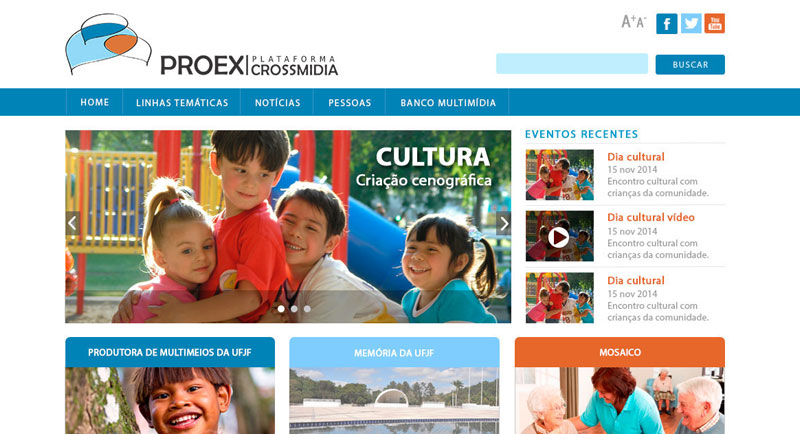 A+ A-
You
Tube
PROEX PLATAFORMA
CROSSMIDIA
BUSCAR
HOME LINHAS TEMÁTICAS NOTÍCIAS PESSOAS BANCO MULTIMÍDIA
CULTURA
Criação cenográfica
EVENTOS RECENTES
Dia cultural
15 nov 2014
Encontro cultural com
crianças da comunidade.
Dia cultural vídeo
15 nov 2014
Encontro cultural com
crianças da comunidade.
Dia cultural
15 nov 2014
Encontro cultural com
crianças da comunidade.
PRODUTORA DE MULTIMEIOS DA UFJF
MEMÓRIA DA UFJF
MOSAICO